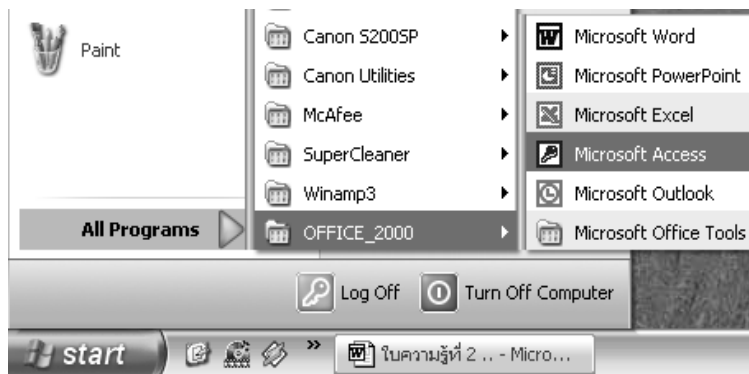 Paint
All Programs
Canon S200SP
Canon Utilities
McAfee
SuperCleaner
Winamp3
OFFICE_2000
Microsoft Word
Microsoft PowerPoint
Microsoft Excel
Microsoft Access
Microsoft Outlook
Microsoft Office Tools
Log Off
Turn Off Computer
start
ใบความรู้ที่ 2 .. - Micro...